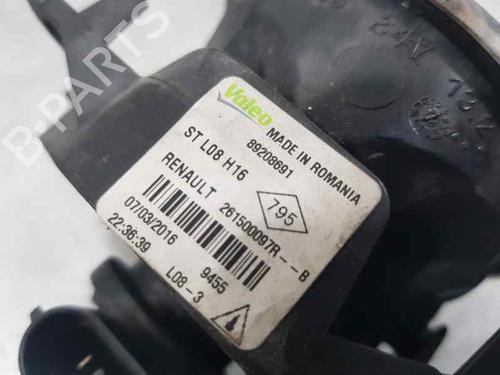 B-PARTS
Valeo
MADE IN ROMANIA
89208691
ST L08 H16
RENAULT
795
261500097R--B
07/03/2016
22:36:39
9455
L08-3